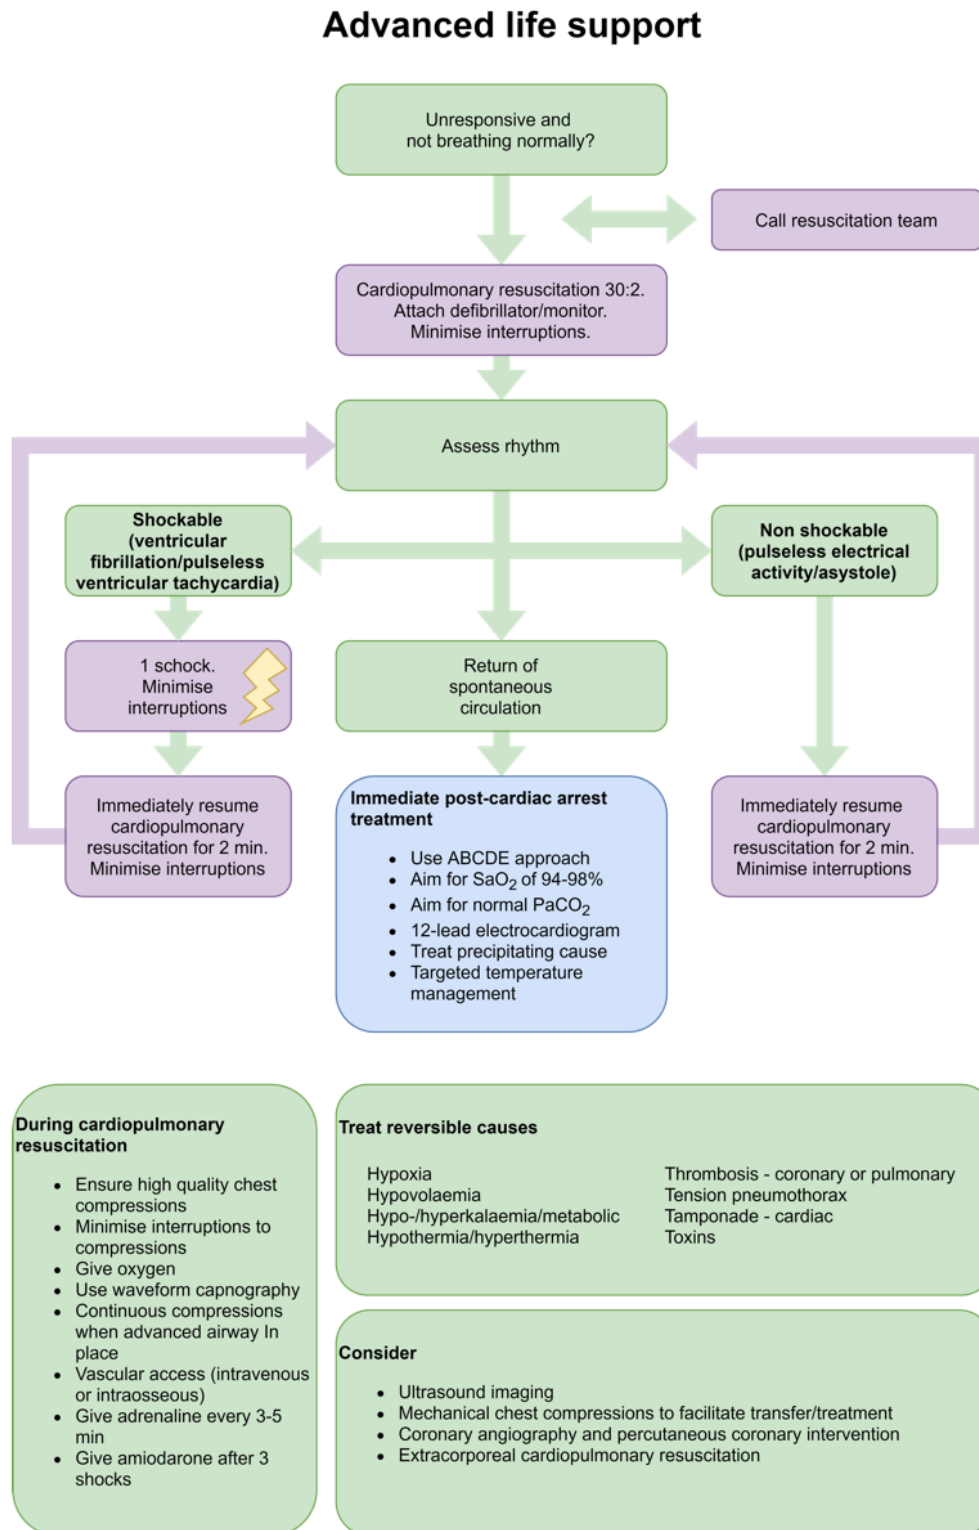 Advanced life support
Unresponsive and
not breathing normally?
Call resuscitation team
Cardiopulmonary resuscitation 30:2.
Attach defibrillator/monitor.
Minimise interruptions.
Assess rhythm
Shockable
(ventricular
fibrillation/pulseless
ventricular tachycardia)
Non shockable
(pulseless electrical
activity/asystole)
1 schock.
Minimise
interruptions
Return of
spontaneous
circulation
Immediately resume
cardiopulmonary
resuscitation for 2 min.
Minimise interruptions
Immediate post-cardiac arrest
treatment
• Use ABCDE approach
• Aim for SaO₂ of 94-98%
• Aim for normal PaCO₂
• 12-lead electrocardiogram
• Treat precipitating cause
• Targeted temperature
management
Immediately resume
cardiopulmonary
resuscitation for 2 min.
Minimise interruptions
During cardiopulmonary
resuscitation
• Ensure high quality chest
compressions
• Minimise interruptions to
compressions
• Give oxygen
• Use waveform capnography
• Continuous compressions
when advanced airway In
place
• Vascular access (intravenous
or intraosseous)
• Give adrenaline every 3-5
min
• Give amiodarone after 3
shocks
Treat reversible causes
Hypoxia
Hypovolaemia
Hypo-/hyperkalaemia/metabolic
Hypothermia/hyperthermia
Thrombosis - coronary or pulmonary
Tension pneumothorax
Tamponade - cardiac
Toxins
Consider
• Ultrasound imaging
• Mechanical chest compressions to facilitate transfer/treatment
• Coronary angiography and percutaneous coronary intervention
• Extracorporeal cardiopulmonary resuscitation